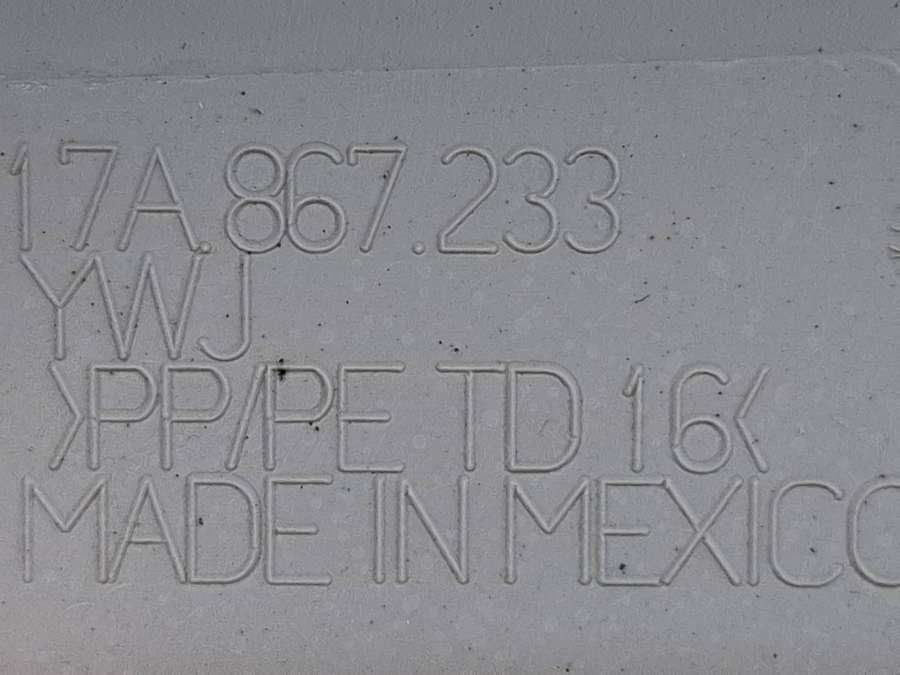 17A.867.233
YWJ
>PP/PE TD 16<
MADE IN MEXICO